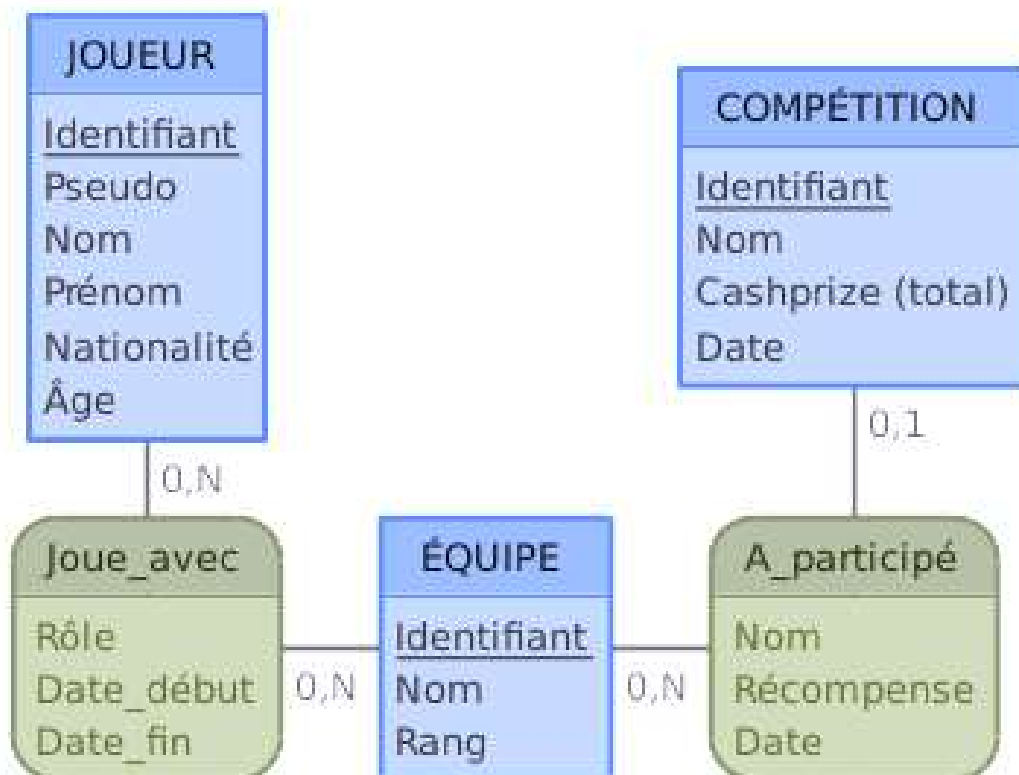 JOUEUR
Identifiant
Pseudo
Nom
Prénom
Nationalité
Âge
0,N
COMPÉTITION
Identifiant
Nom
Cashprize (total)
Date
0,1
Joue_avec
Rôle
Date_début
Date_fin
0,N
ÉQUIPE
Identifiant
Nom
Rang
0,N
A_participé
Nom
Récompense
Date